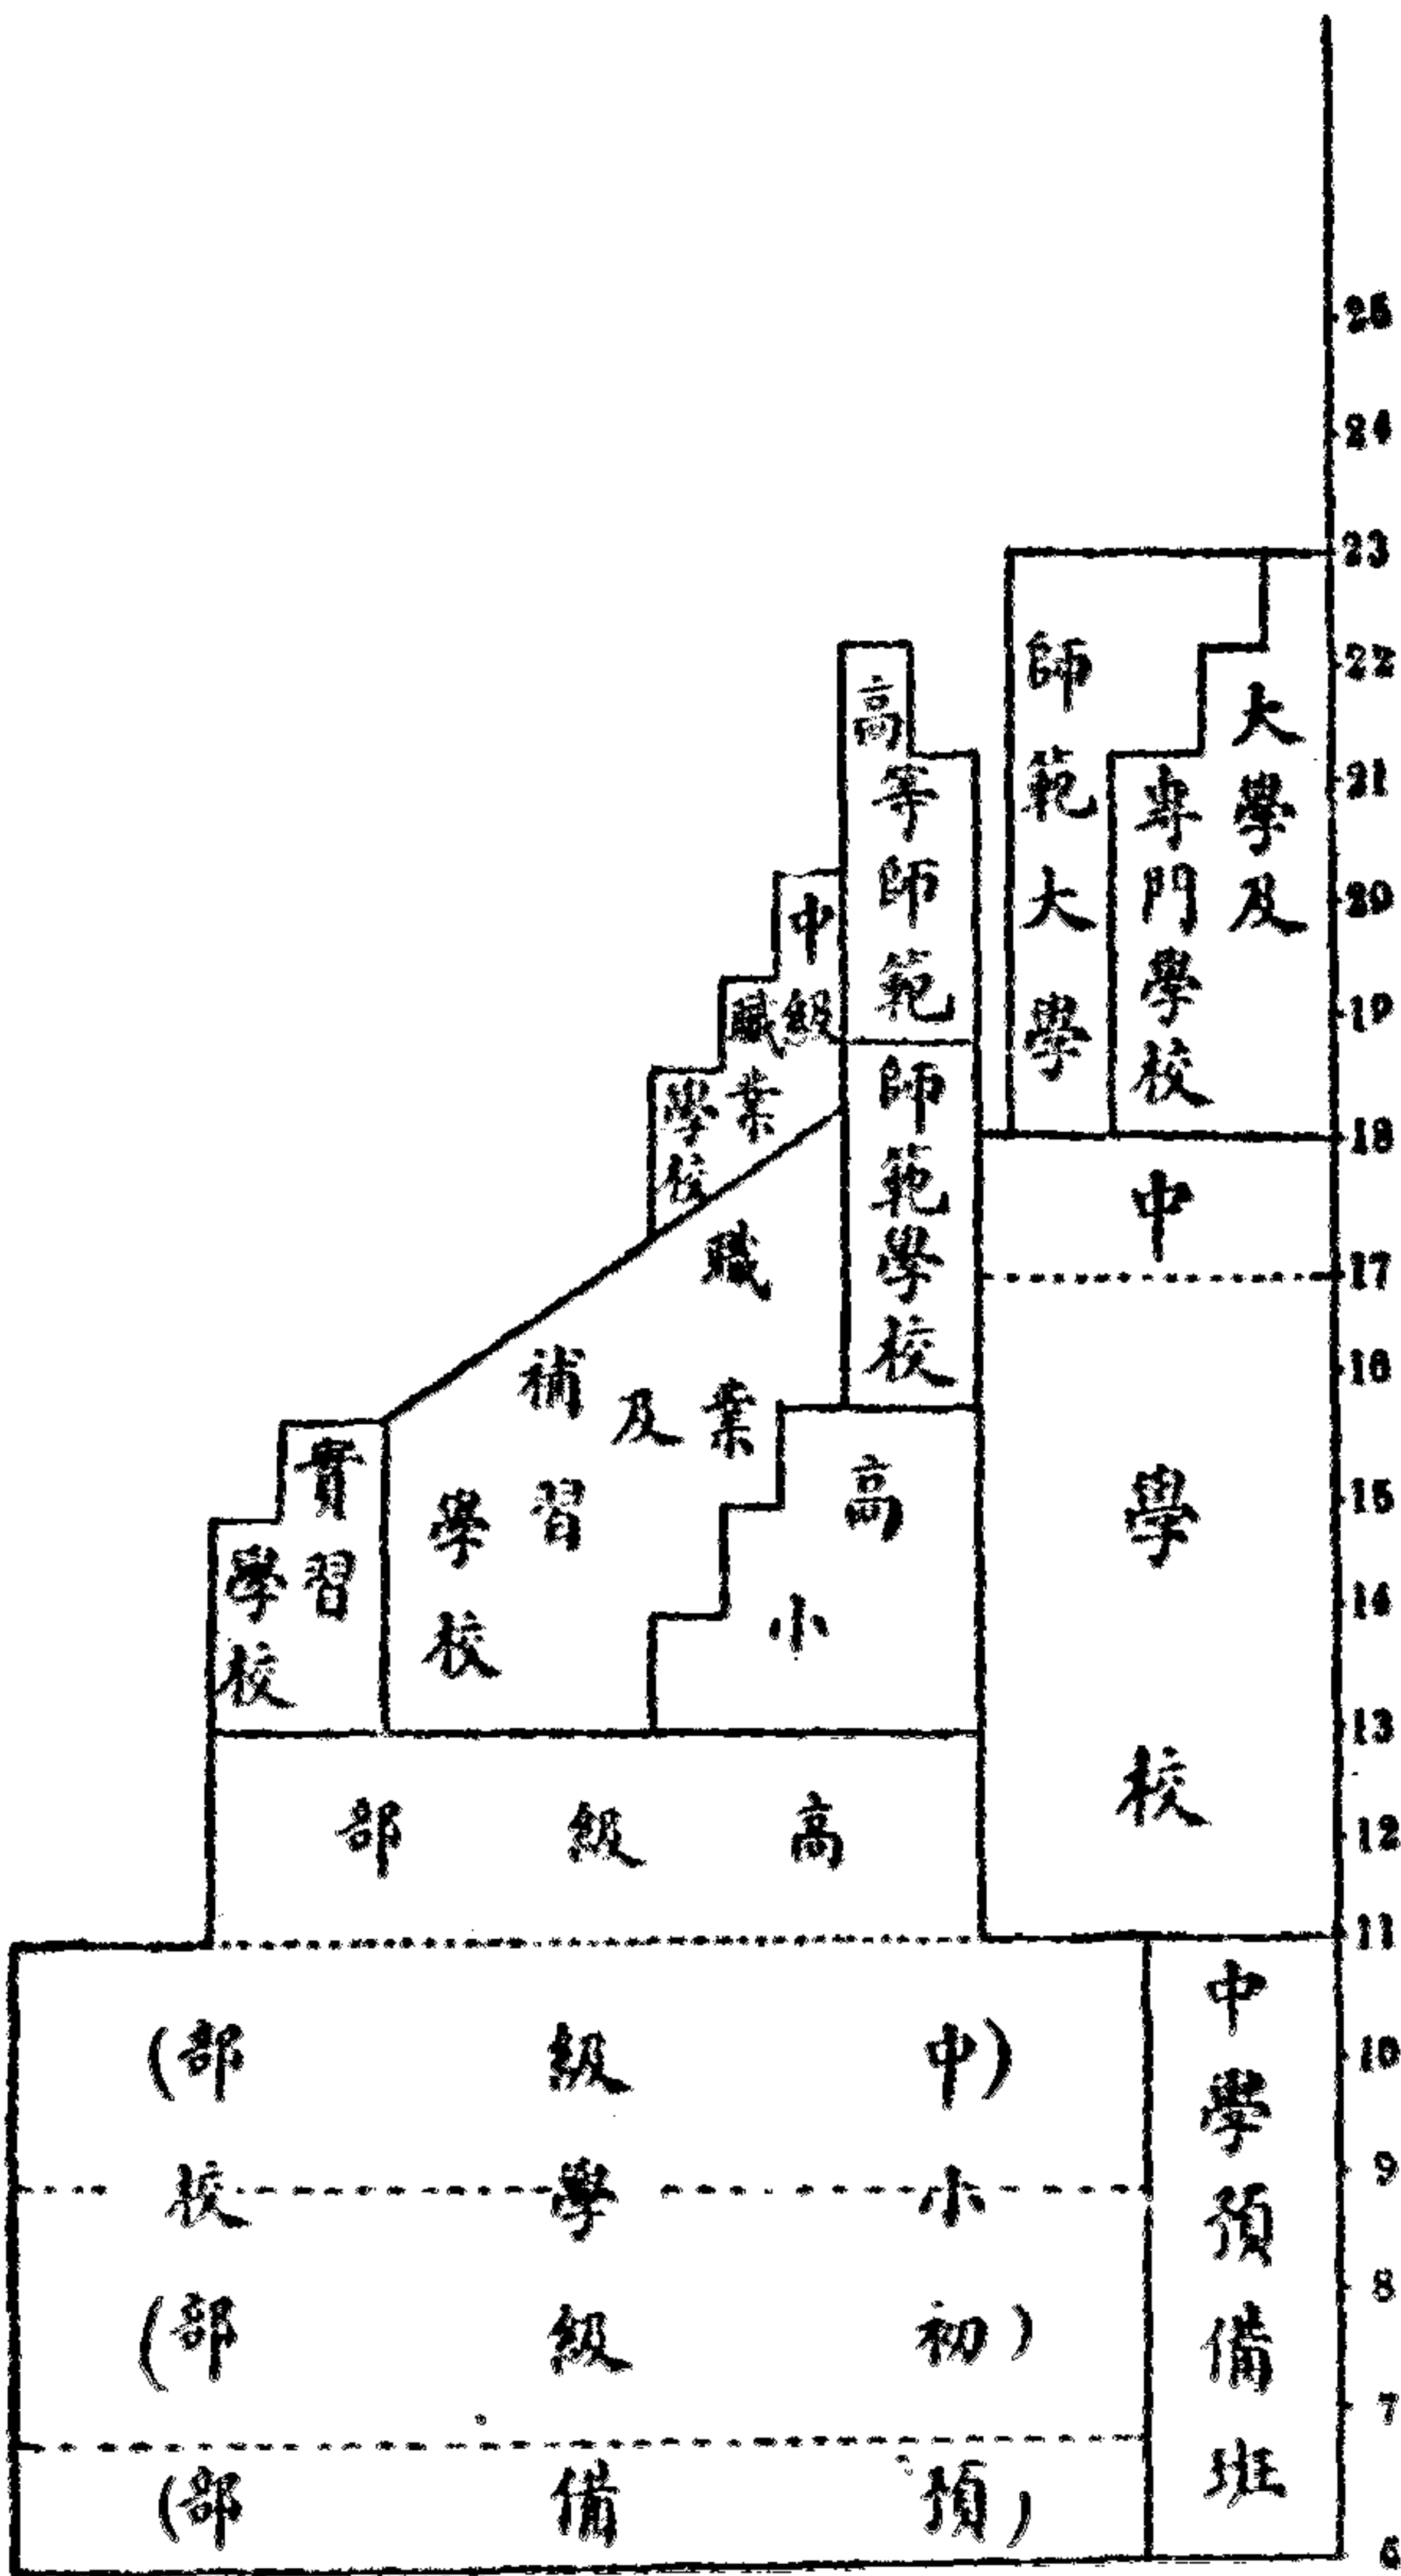 25
24
23
22
21
20
19
18
17
16
15
14
13
12
11
10
9
8
7
6
大學及
專門學校
師範大學
中學校
中學預備班
高等師範
師範學校
中級
職業
學校
職業及
補習
學校
高小
實習
學校
高級部
(中級部)
小學校
(初級部)
(預備部)